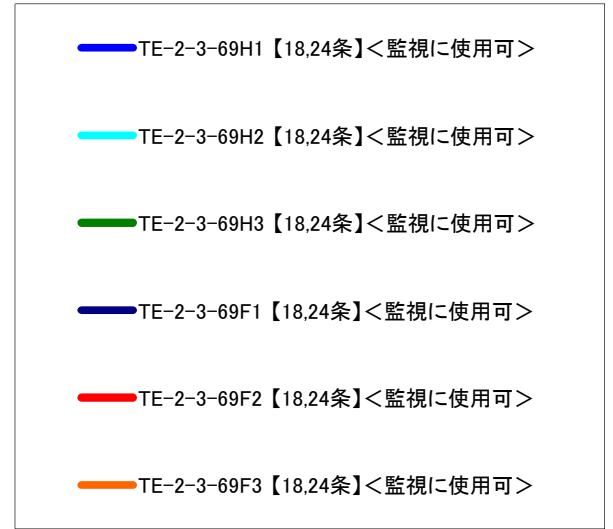 TE-2-3-69H1【18,24条】＜監視に使用可＞
TE-2-3-69H2【18,24条】＜監視に使用可＞
TE-2-3-69H3【18,24条】＜監視に使用可＞
TE-2-3-69F1【18,24条】＜監視に使用可＞
TE-2-3-69F2【18,24条】＜監視に使用可＞
TE-2-3-69F3【18,24条】＜監視に使用可＞